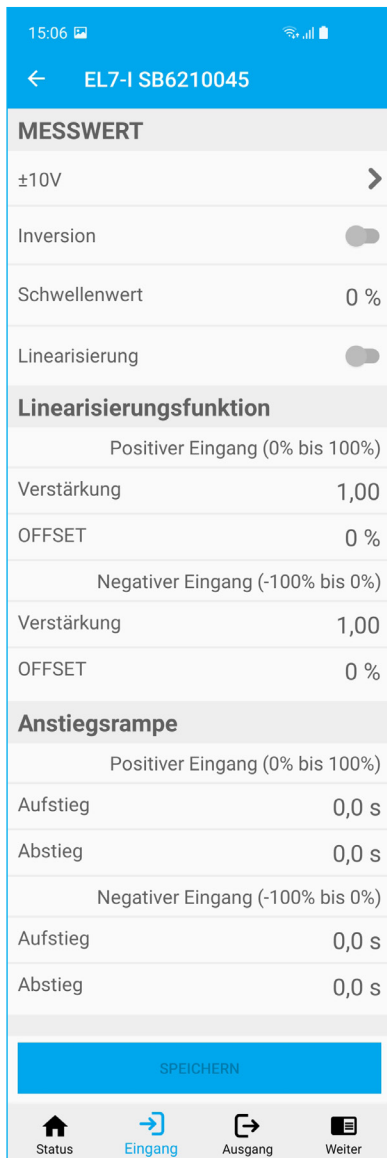 15:06
EL7-I SB6210045
MESSWERT
±10V
Inversion
Schwellenwert 0 %
Linearisierung
Linearisierungsfunktion
Positiver Eingang (0% bis 100%)
Verstärkung 1,00
OFFSET 0 %
Negativer Eingang (-100% bis 0%)
Verstärkung 1,00
OFFSET 0 %
Anstiegsrampe
Positiver Eingang (0% bis 100%)
Aufstieg 0,0 s
Abstieg 0,0 s
Negativer Eingang (-100% bis 0%)
Aufstieg 0,0 s
Abstieg 0,0 s
SPEICHERN
Status Eingang Ausgang Weiter